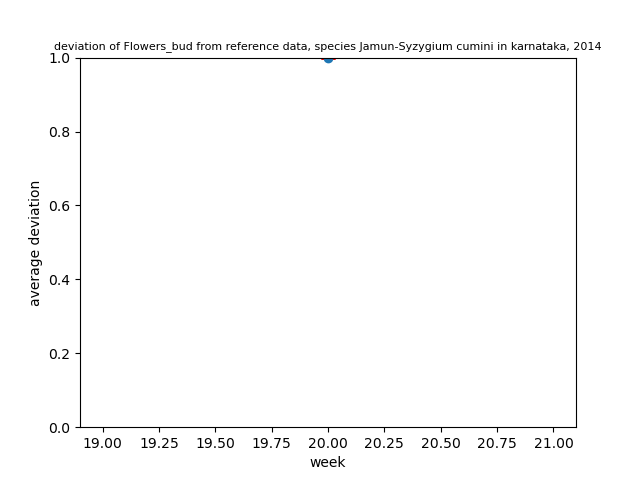 deviation of Flowers_bud from reference data, species Jamun-Syzygium cumini in karnataka, 2014
1.0
0.8
0.6
0.4
0.2
0.0
average deviation
19.00 19.25 19.50 19.75 20.00 20.25 20.50 20.75 21.00
week